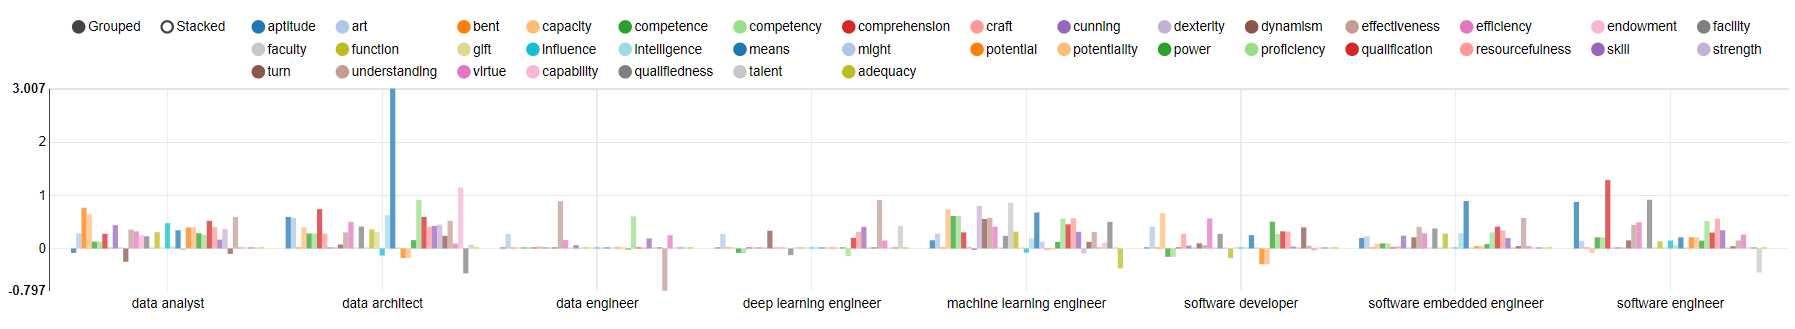 Grouped Stacked aptitude art bent capacity competence competency comprehension craft cunning dexterity dynamism effectiveness efficiency endowment facility
faculty function gift influence intelligence means might potential potentiality power proficiency qualification resourcefulness skill strength
turn understanding virtue capability qualifiedness talent adequacy
3.007
2
1
0
-0.797
data analyst data architect data engineer deep learning engineer machine learning engineer software developer software embedded engineer software engineer